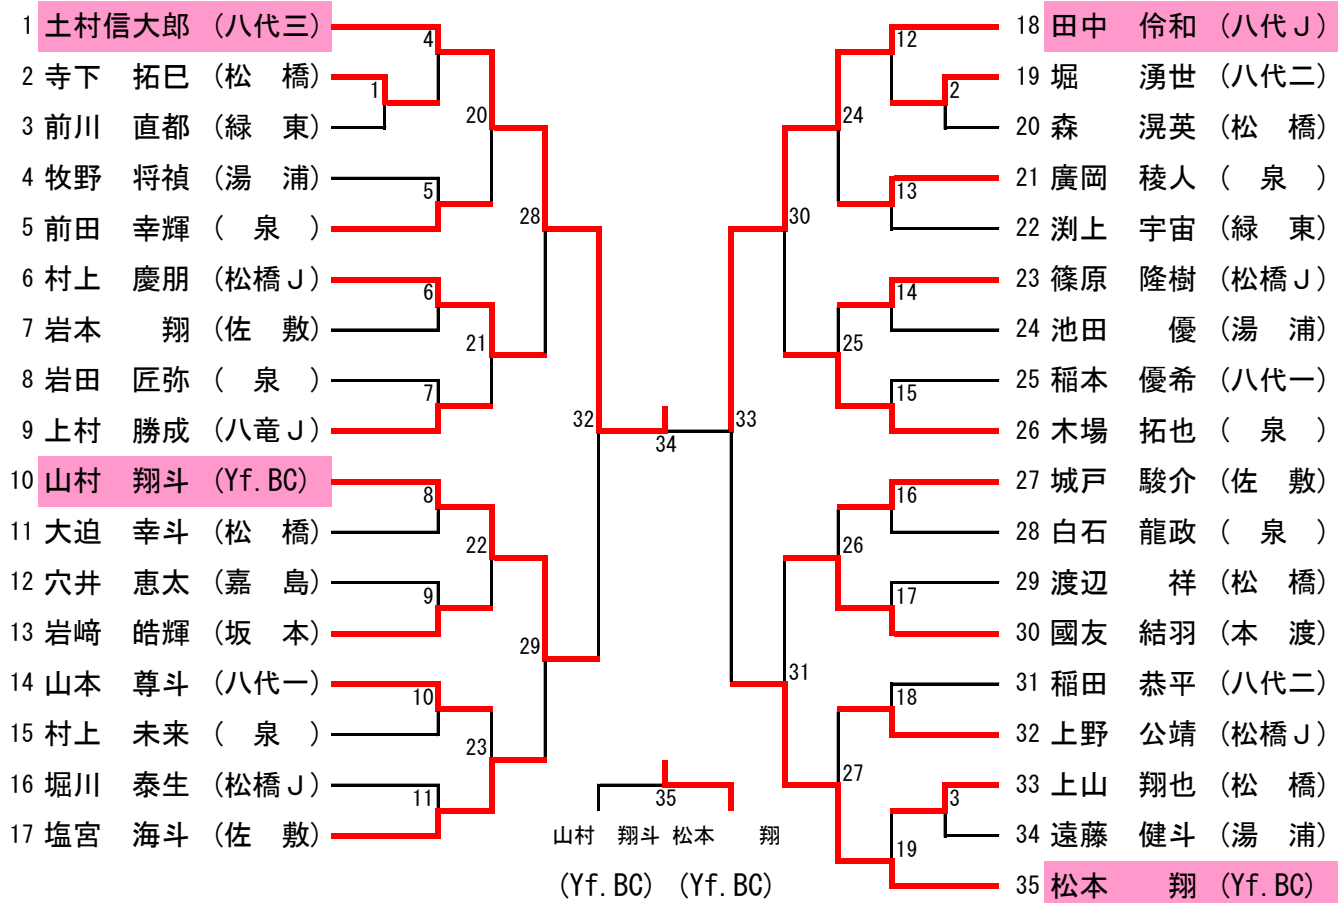 1 土村信大郎 (八代三)
2 寺下 拓巳 (松 橋)
3 前川 直都 (緑 東)
4 牧野 将禎 (湯 浦)
5 前田 幸輝 ( 泉 )
6 村上 慶朋 (松橋Ｊ)
7 岩本 翔 (佐 敷)
8 岩田 匠弥 ( 泉 )
9 上村 勝成 (八竜Ｊ)
10 山村 翔斗 (Yf.BC)
11 大迫 幸斗 (松 橋)
12 穴井 恵太 (嘉 島)
13 岩﨑 皓輝 (坂 本)
14 山本 尊斗 (八代一)
15 村上 未来 ( 泉 )
16 堀川 泰生 (松橋Ｊ)
17 塩宮 海斗 (佐 敷)
4
1
20
5
28
6
21
7
32
8
22
9
29
10
23
11
34
35
山村 翔斗 松本 翔
(Yf.BC) (Yf.BC)
12
2
24
13
30
14
25
15
33
16
26
17
31
18
27
3
19
18 田中 伶和 (八代Ｊ)
19 堀 湧世 (八代二)
20 森 滉英 (松 橋)
21 廣岡 稜人 ( 泉 )
22 渕上 宇宙 (緑 東)
23 篠原 隆樹 (松橋Ｊ)
24 池田 優 (湯 浦)
25 稲本 優希 (八代一)
26 木場 拓也 ( 泉 )
27 城戸 駿介 (佐 敷)
28 白石 龍政 ( 泉 )
29 渡辺 祥 (松 橋)
30 國友 結羽 (本 渡)
31 稲田 恭平 (八代二)
32 上野 公靖 (松橋Ｊ)
33 上山 翔也 (松 橋)
34 遠藤 健斗 (湯 浦)
35 松本 翔 (Yf.BC)